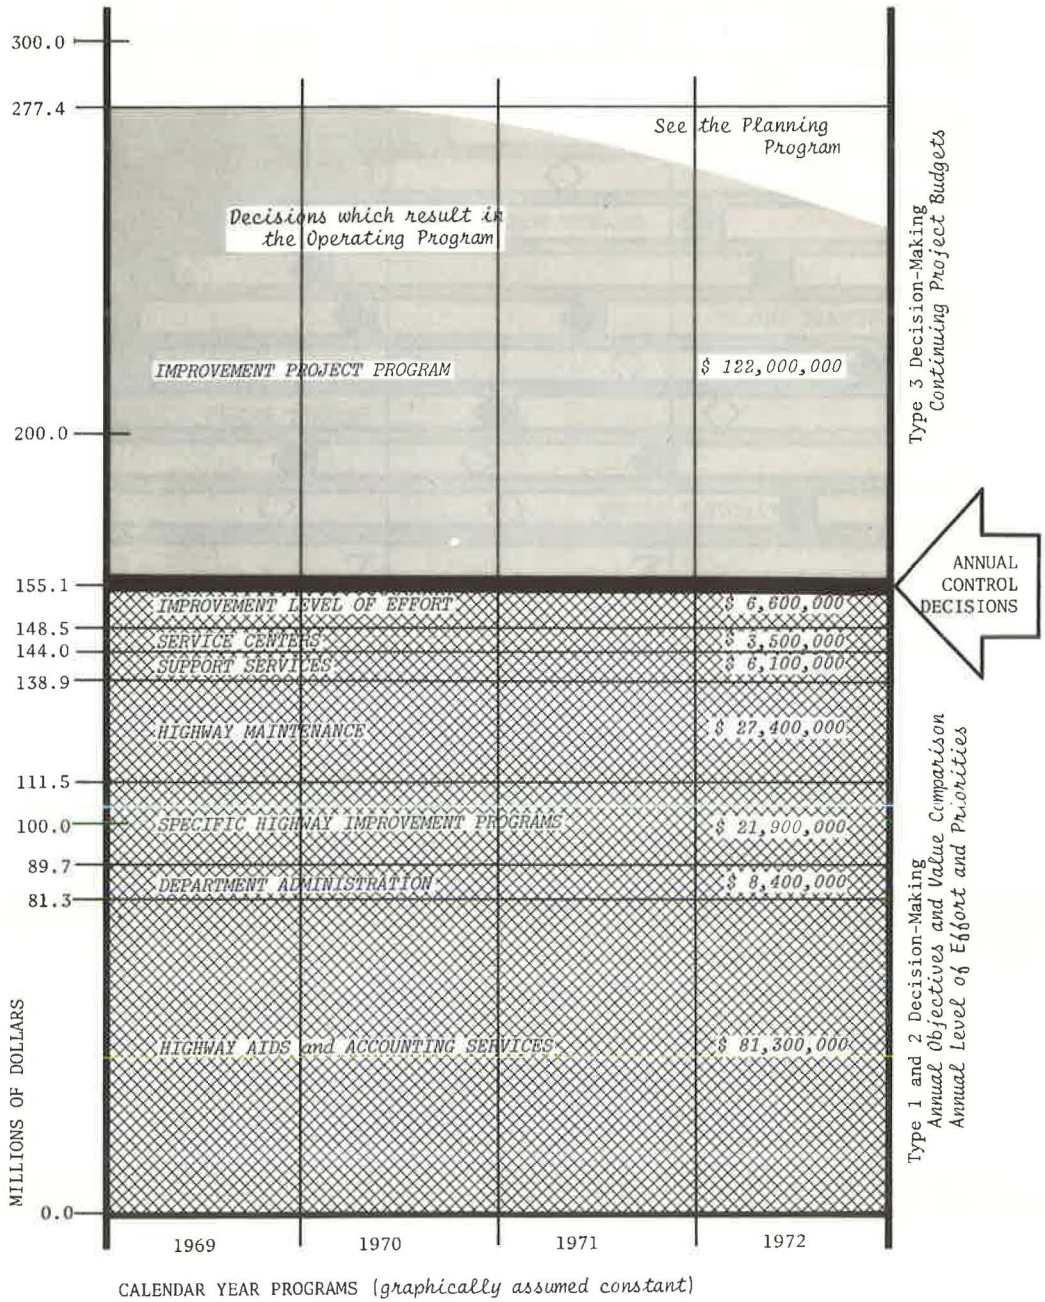 300.0
277.4
See the Planning
Program
Decisions which result in
the Operating Program
IMPROVEMENT PROJECT PROGRAM $ 122,000,000
200.0
Type 3 Decision-Making
Continuing Project Budgets
ANNUAL
CONTROL
DECISIONS
155.1
IMPROVEMENT LEVEL OF EFFORT $ 6,600,000
148.5
SERVICE CENTERS $ 3,500,000
144.0
SUPPORT SERVICES $ 6,100,000
138.9
HIGHWAY MAINTENANCE $ 27,400,000
111.5
100.0 SPECIFIC HIGHWAY IMPROVEMENT PROGRAMS $ 21,900,000
89.7
DEPARTMENT ADMINISTRATION $ 8,400,000
81.3
HIGHWAY AIDS and ACCOUNTING SERVICES $ 81,300,000
Type 1 and 2 Decision-Making
Annual Objectives and Value Comparison
Annual Level of Effort and Priorities
MILLIONS OF DOLLARS
0.0
1969 1970 1971 1972
CALENDAR YEAR PROGRAMS (graphically assumed constant)